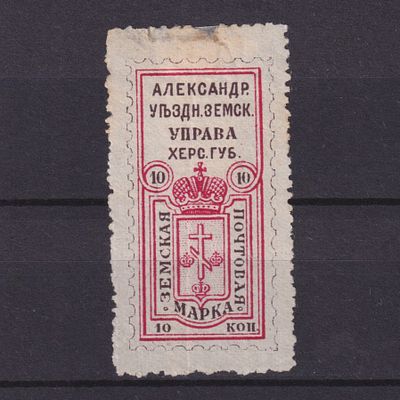 АЛЕКСАНДР.
УѢЗДН.ЗЕМСК.
УПРАВА
ХЕРС.ГУБ.
10 10
ЗЕМСКАЯ
ПОЧТОВАЯ
МАРКА
10 КОП.